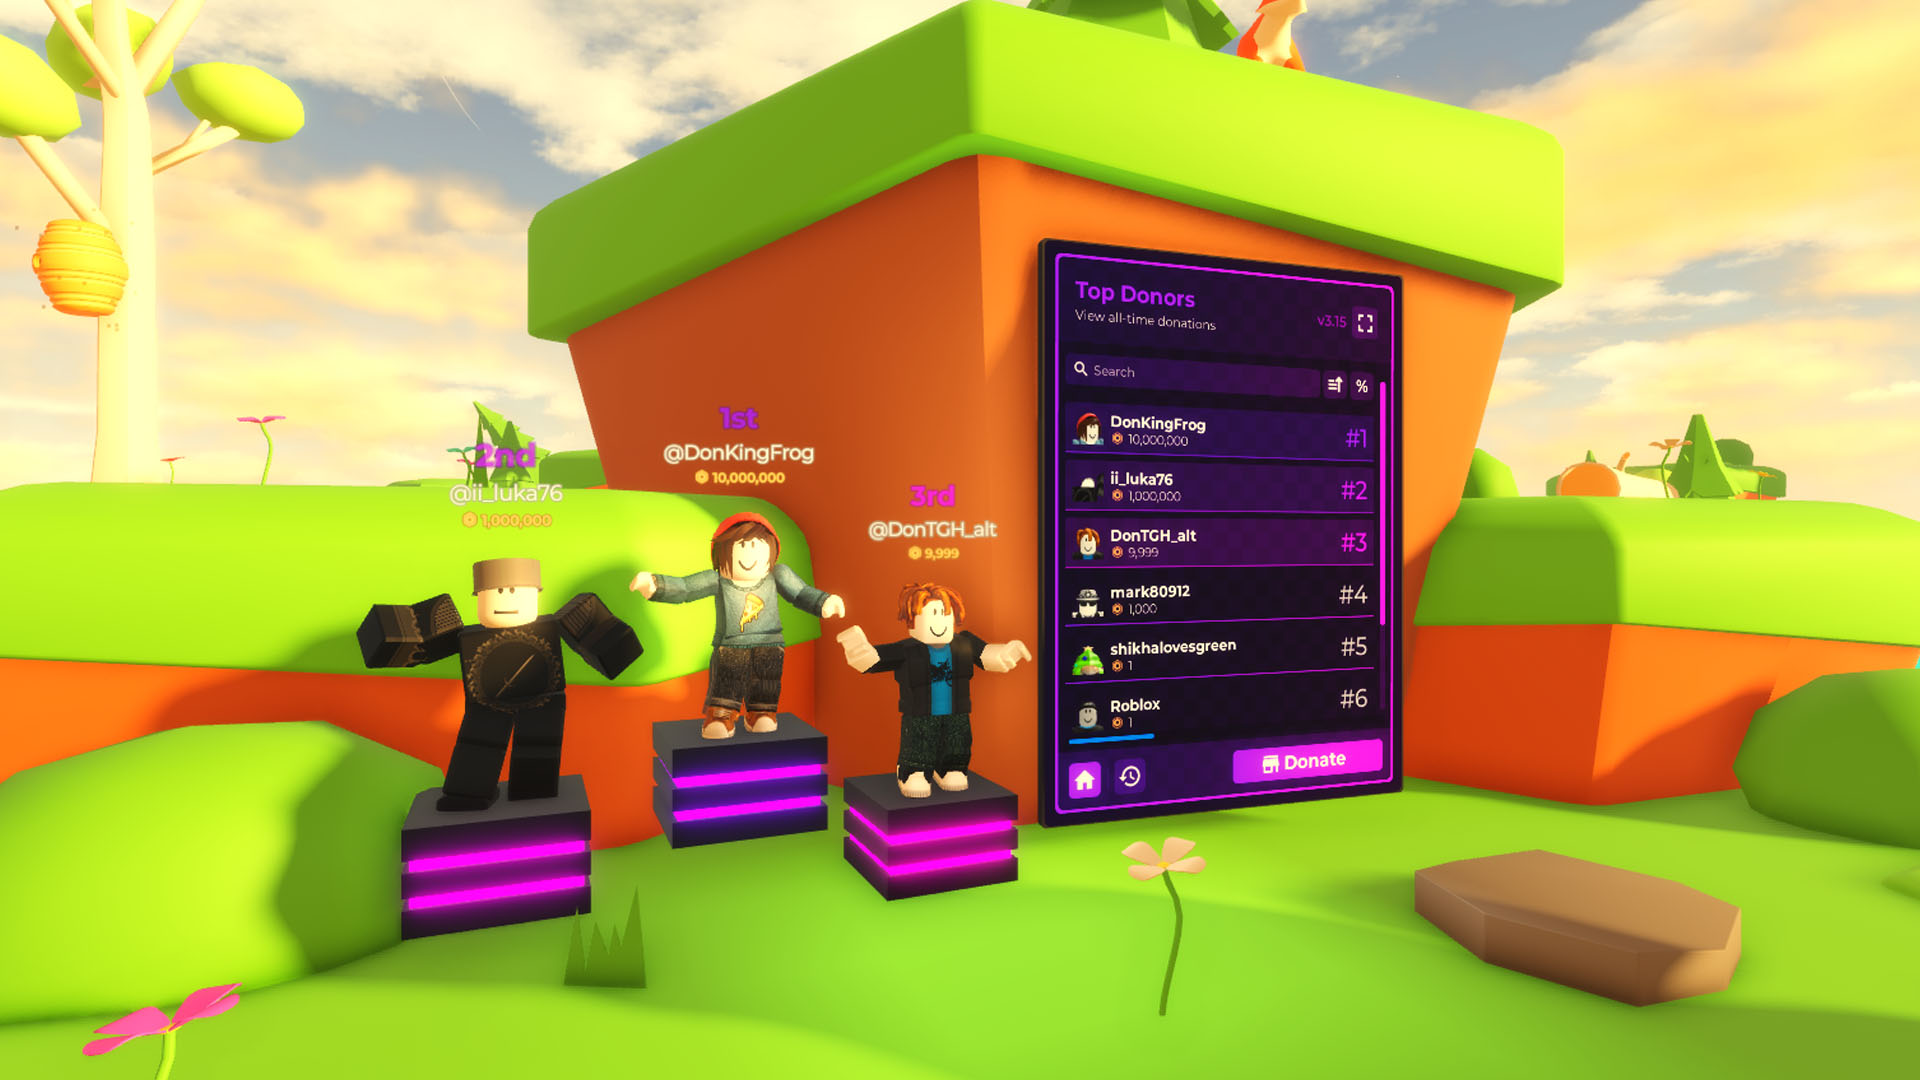 1st
@DonKingFrog
10,000,000
2nd
@ii_luka76
1,000,000
3rd
@DonTGH_alt
9,999
Top Donors
View all-time donations
v3.15
Search
%
DonKingFrog
10,000,000
#1
ii_luka76
1,000,000
#2
DonTGH_alt
9,999
#3
mark80912
1,000
#4
shikhalovesgreen
1
#5
Roblox
1
#6
Donate